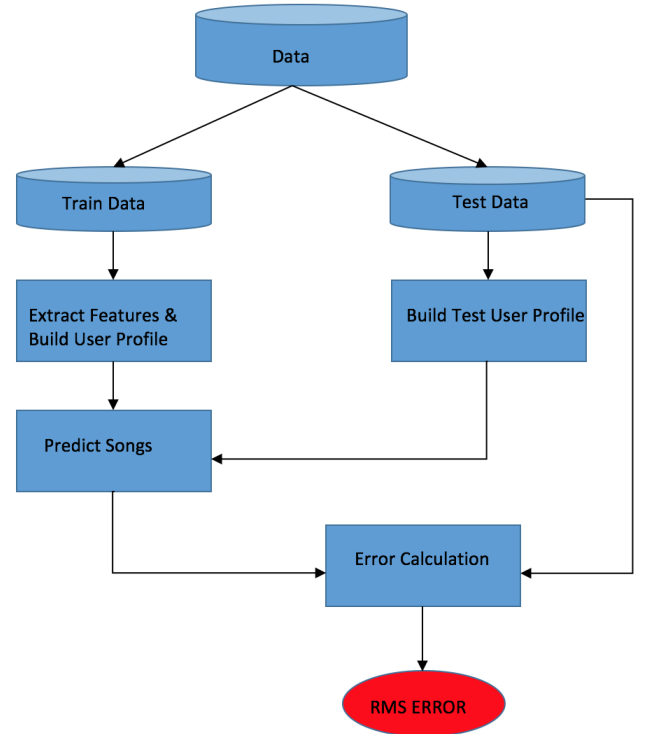 Data
Train Data
Test Data
Extract Features &
Build User Profile
Build Test User Profile
Predict Songs
Error Calculation
RMS ERROR